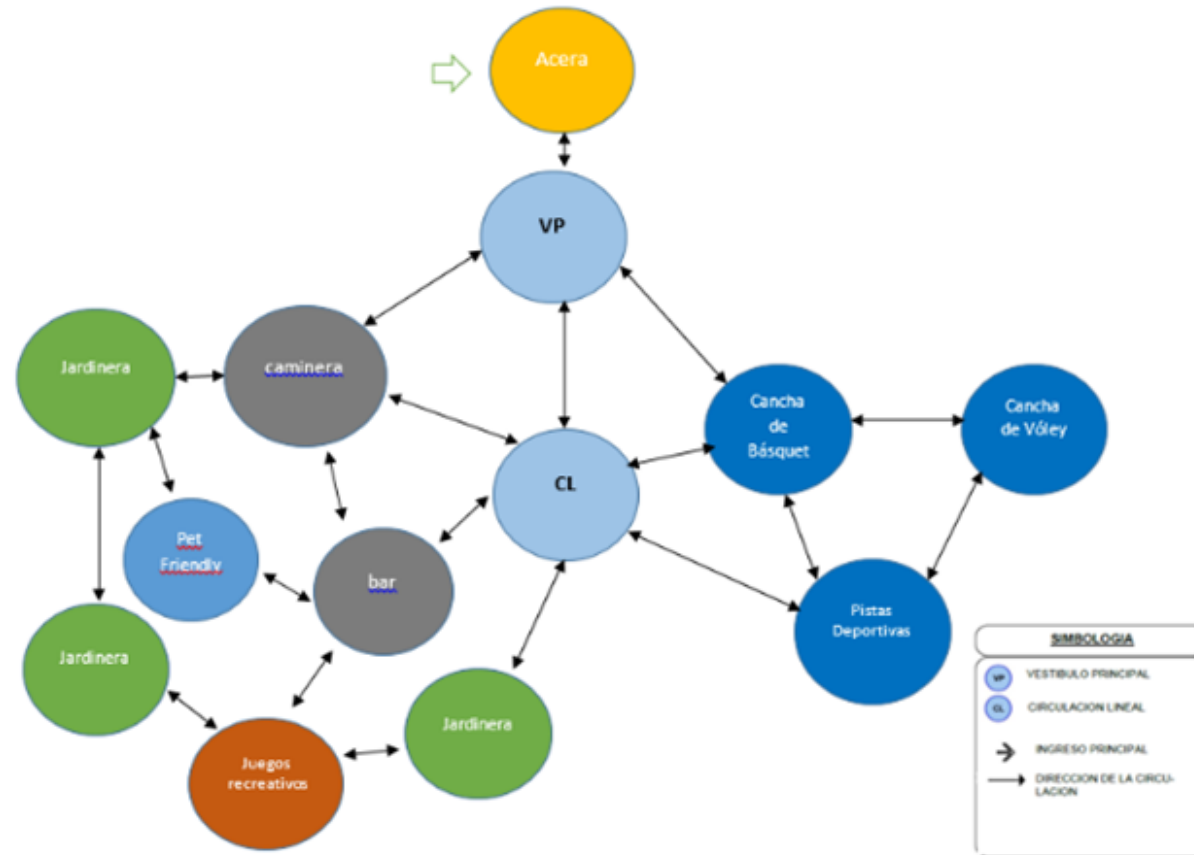 Acera
VP
Jardinera
caminera
Cancha
de
Básquet
Cancha
de Vóley
CL
Pet
Friendly
bar
Pistas
Deportivas
Jardinera
Jardinera
Juegos
recreativos
SIMBOLOGIA
VP VESTIBULO PRINCIPAL
CL CIRCULACION LINEAL
INGRESO PRINCIPAL
DIRECCION DE LA CIRCU-
LACION